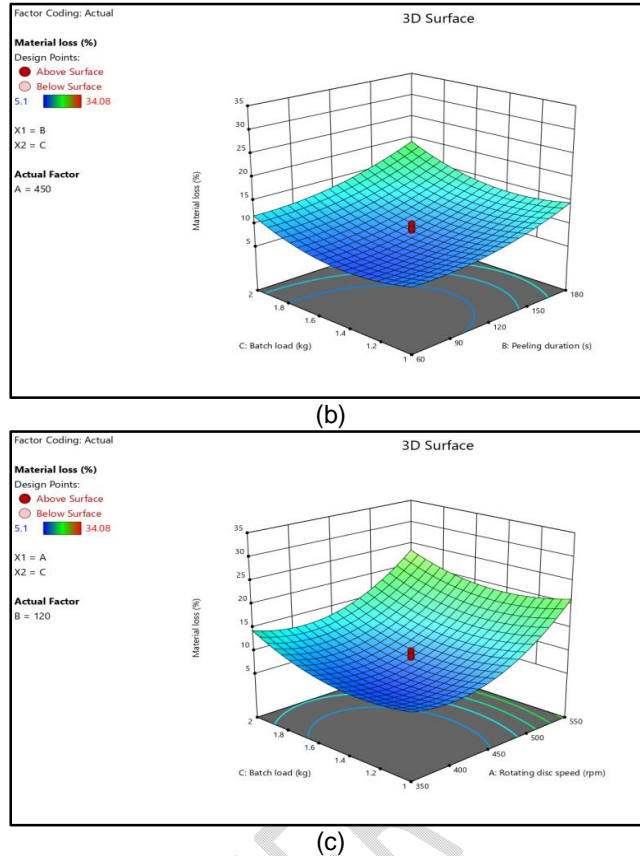 Factor Coding: Actual
3D Surface
Material loss (%)
Design Points:
Above Surface
Below Surface
5.1 34.08
X1 = B
X2 = C
Actual Factor
A = 450
35
30
25
20
15
10
5
Material loss (%)
2
1.8
1.6
1.4
1.2
1
60
90
120
150
180
C: Batch load (kg)
B: Peeling duration (s)
(b)
Factor Coding: Actual
3D Surface
Material loss (%)
Design Points:
Above Surface
Below Surface
5.1 34.08
X1 = A
X2 = C
Actual Factor
B = 120
35
30
25
20
15
10
5
Material loss (%)
2
1.8
1.6
1.4
1.2
1
350
400
450
500
550
C: Batch load (kg)
A: Rotating disc speed (rpm)
(c)